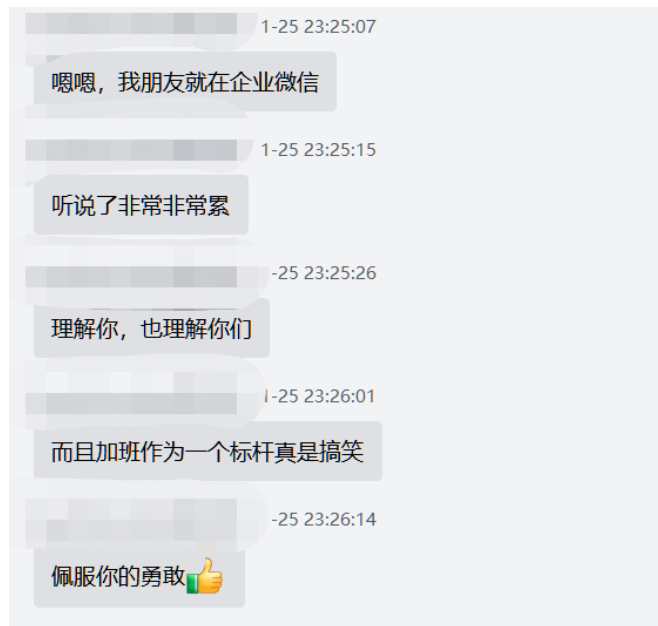 1-25 23:25:07
嗯嗯，我朋友就在企业微信
1-25 23:25:15
听说了非常非常累
-25 23:25:26
理解你，也理解你们
-25 23:26:01
而且加班作为一个标杆真是搞笑
-25 23:26:14
佩服你的勇敢👍